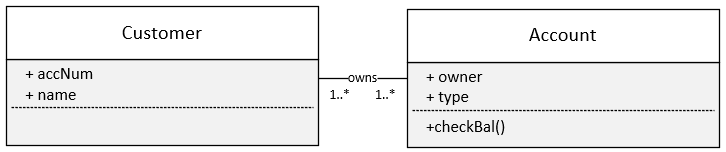 Customer
+ accNum
+ name
owns
1..*
1..*
Account
+ owner
+ type
+checkBal()